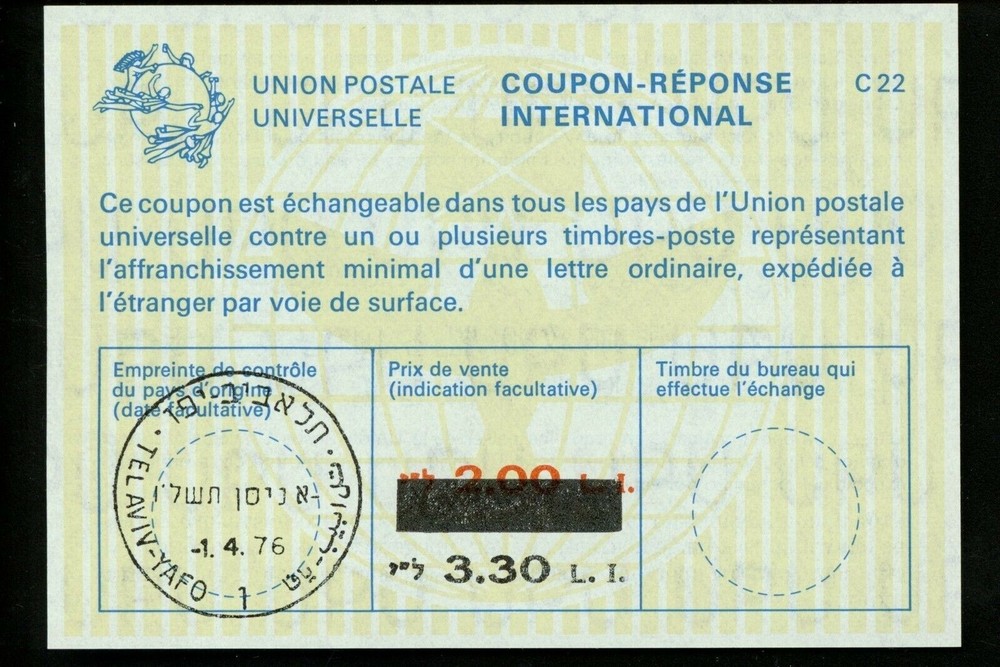 UNION POSTALE
UNIVERSELLE
COUPON-RÉPONSE
INTERNATIONAL
C 22
Ce coupon est échangeable dans tous les pays de l'Union postale
universelle contre un ou plusieurs timbres-poste représentant
l'affranchissement minimal d'une lettre ordinaire, expédiée à
l'étranger par voie de surface.
Empreinte de contrôle
du pays d'origine
(date facultative)
Prix de vente
(indication facultative)
Timbre du bureau qui
effectue l'échange
תל אביב-יפו
א ניסן תשל"ו
-1. 4. 76
TELAVIV-YAFO
ל"י 2.00 L. I.
ל"י 3.30 L. I.